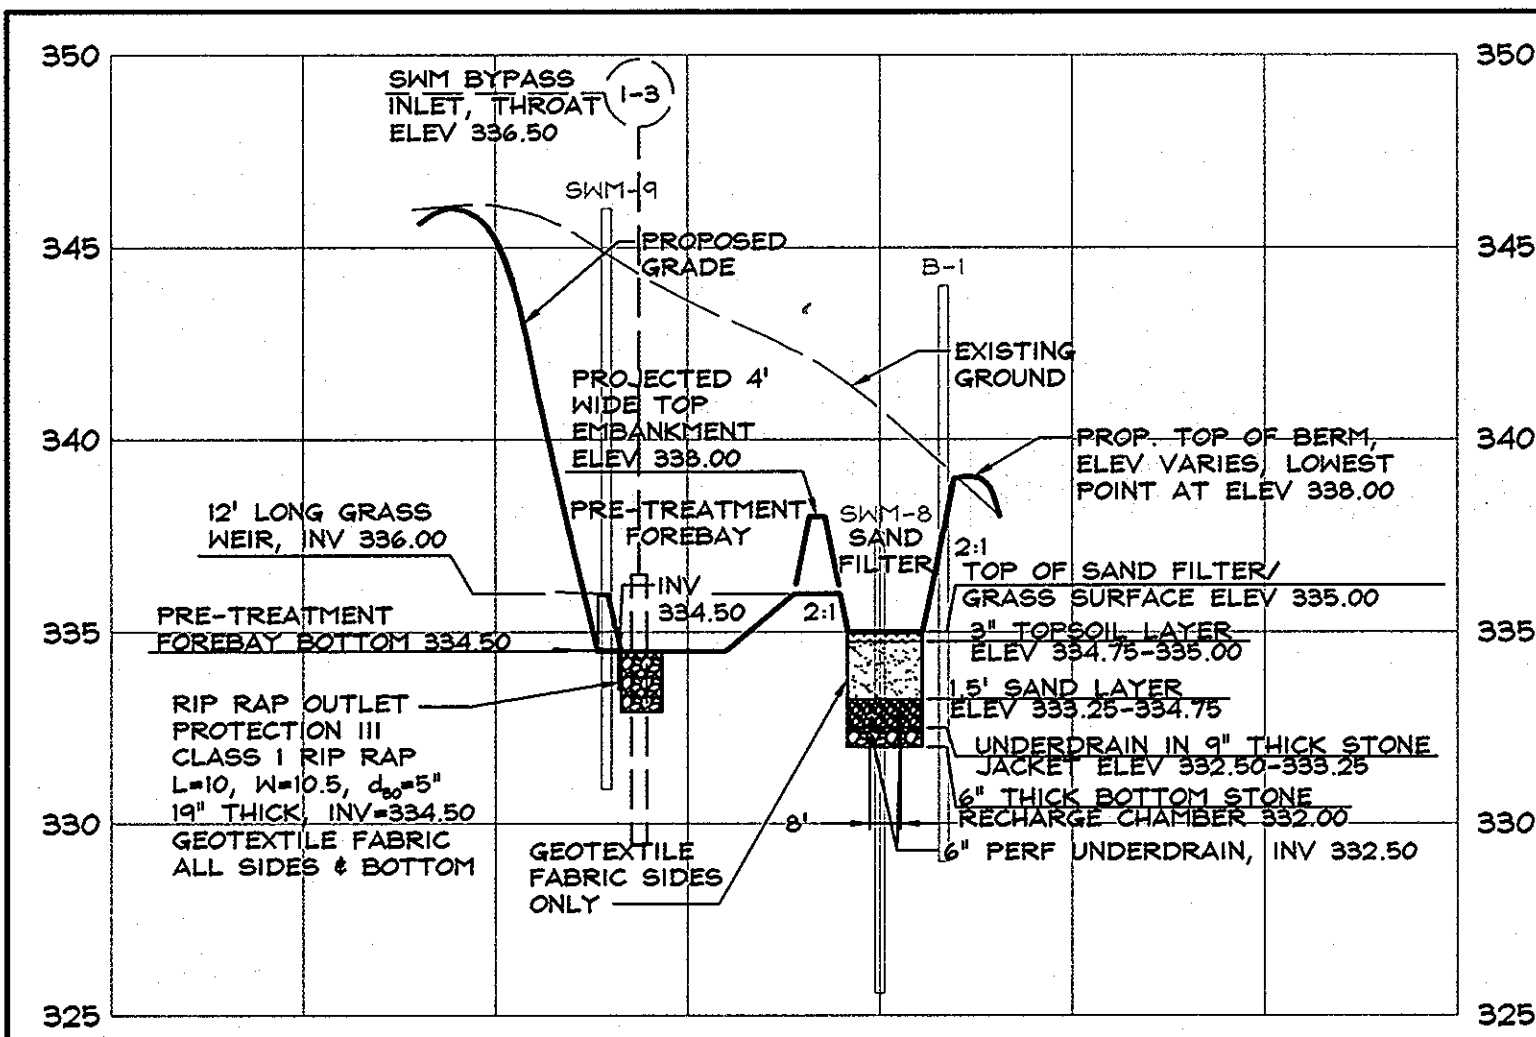 350
350
SWM BYPASS
INLET, THROAT
ELEV 336.50
1-3
SWM-9
345
PROPOSED
GRADE
345
B-1
EXISTING
GROUND
PROJECTED 4'
WIDE TOP
EMBANKMENT
ELEV 338.00
340
340
PROP. TOP OF BERM,
ELEV VARIES, LOWEST
POINT AT ELEV 338.00
12' LONG GRASS
WEIR, INV 336.00
PRE-TREATMENT
FOREBAY
SWM-8
SAND
FILTER
2:1
TOP OF SAND FILTER/
GRASS SURFACE ELEV 335.00
INV
334.50
2:1
PRE-TREATMENT
FOREBAY BOTTOM 334.50
335
335
3" TOPSOIL LAYER
ELEV 334.75-335.00
1.5' SAND LAYER
ELEV 333.25-334.75
RIP RAP OUTLET
PROTECTION III
CLASS 1 RIP RAP
L=10, W=10.5, d50=5"
19" THICK, INV=334.50
GEOTEXTILE FABRIC
ALL SIDES & BOTTOM
UNDERDRAIN IN 9" THICK STONE
JACKET ELEV 332.50-333.25
6" THICK BOTTOM STONE
RECHARGE CHAMBER 332.00
330
8'
330
6" PERF UNDERDRAIN, INV 332.50
GEOTEXTILE
FABRIC SIDES
ONLY
325
325